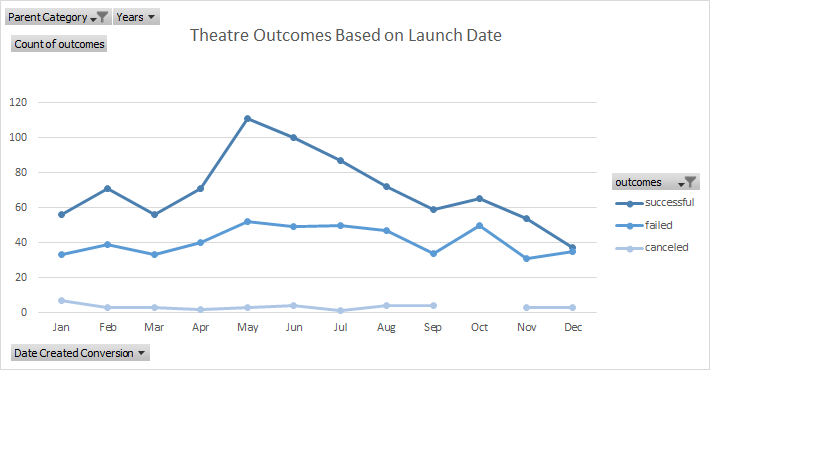 Parent Category Years
Count of outcomes
Theatre Outcomes Based on Launch Date
120
100
80
60
40
20
0
Jan Feb Mar Apr May Jun Jul Aug Sep Oct Nov Dec
outcomes
successful
failed
canceled
Date Created Conversion